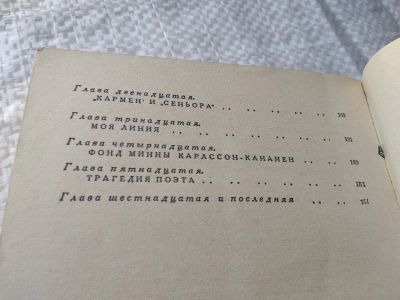 Глава двенадцатая.
„КАРМЕН" И „СЕНЬОРА" .. .. .. .. ..
Глава тринадцатая.
МОЯ ЛИНИЯ .. .. .. .. .. .. ..
Глава четырнадцатая.
ФОНД МИННЫ КАРЛССОН-КАНАНЕН .. .. ..
Глава пятнадцатая.
ТРАГЕДИЯ ПОЭТА .. .. .. .. .. ..
Глава шестнадцатая и последняя .. ..